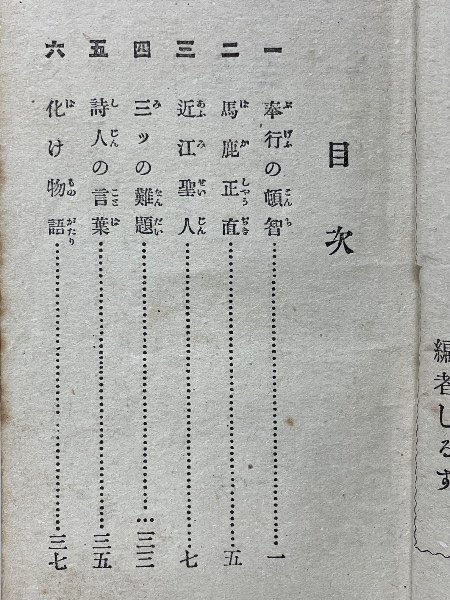 編者しるす
目次
一 奉行の頓智……一
二 馬鹿正直……五
三 近江聖人……七
四 三ッの難題……三三
五 詩人の言葉……三五
六 化け物語……三七